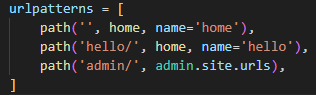 urlpatterns = [
    path('', home, name='home'),
    path('hello/', home, name='hello'),
    path('admin/', admin.site.urls),
]